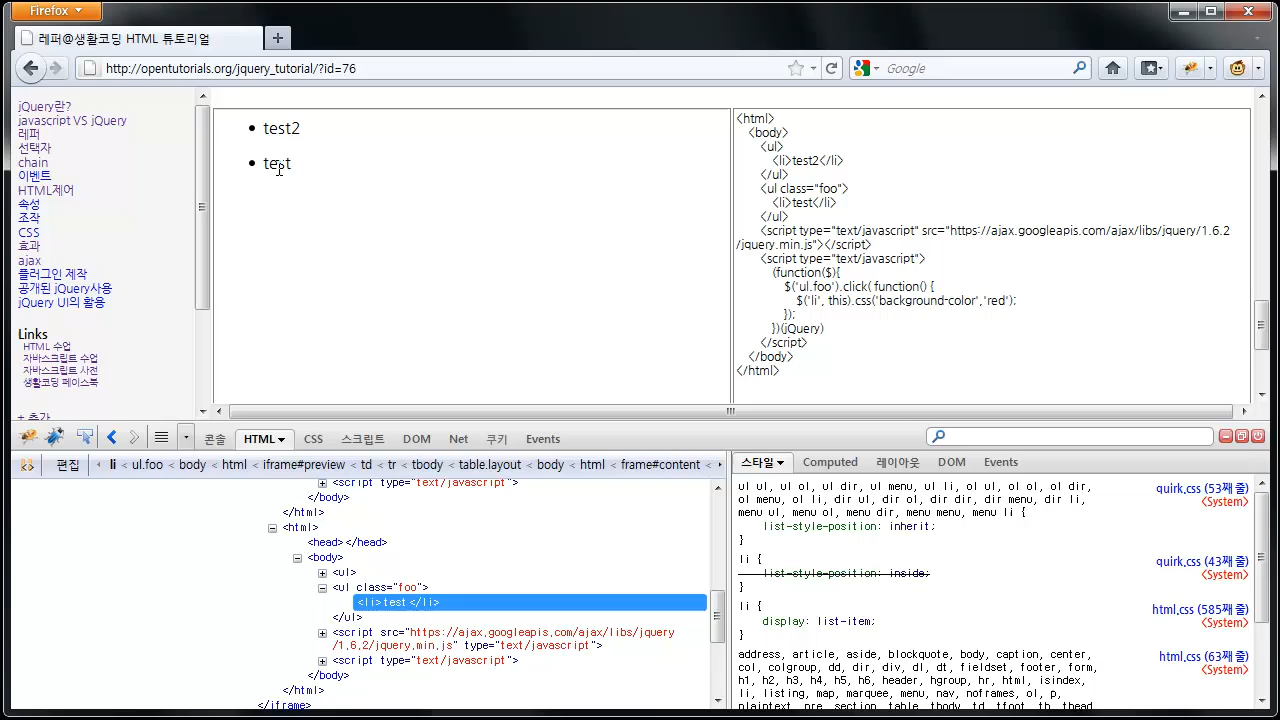 Firefox
레퍼@생활코딩 HTML 튜토리얼
http://opentutorials.org/jquery_tutorial/?id=76
Google
jQuery란?
javascript VS jQuery
레퍼
선택자
chain
이벤트
HTML제어
속성
조작
CSS
효과
ajax
플러그인 제작
공개된 jQuery사용
jQuery UI의 활용
Links
HTML 수업
자바스크립트 수업
자바스크립트 사전
생활코딩 페이스북
+ 추가
• test2
• test
<html>
<body>
<ul>
<li>test2</li>
</ul>
<ul class="foo">
<li>test</li>
</ul>
<script type="text/javascript" src="https://ajax.googleapis.com/ajax/libs/jquery/1.6.2
/jquery.min.js"></script>
<script type="text/javascript">
(function($){
$('ul.foo').click( function() {
$('li', this).css('background-color','red');
});
})(jQuery)
</script>
</body>
</html>
콘솔 HTML CSS 스크립트 DOM Net 쿠키 Events
편집 li < ul.foo < body < html < iframe#preview < td < tr < tbody < table.layout < body < html < frame#content
<script type="text/javascript">
</body>
</html>
<html>
<head></head>
<body>
<ul>
<ul class="foo">
<li>test</li>
</ul>
<script src="https://ajax.googleapis.com/ajax/libs/jquery
/1.6.2/jquery.min.js" type="text/javascript">
<script type="text/javascript">
</body>
</html>
</iframe>
스타일 Computed 레이아웃 DOM Events
ul ul, ul ol, ul dir, ul menu, ul li, ol ul, ol ol, ol dir, quirk.css (53째 줄)
ol menu, ol li, dir ul, dir ol, dir dir, dir menu, dir li, <System>
menu ul, menu ol, menu dir, menu menu, menu li {
list-style-position: inherit;
}
li { quirk.css (43째 줄)
list-style-position: inside; <System>
}
li { html.css (585째 줄)
display: list-item; <System>
}
address, article, aside, blockquote, body, caption, center, html.css (63째 줄)
col, colgroup, dd, dir, div, dl, dt, fieldset, footer, form, <System>
h1, h2, h3, h4, h5, h6, header, hgroup, hr, html, isindex,
li, listing, map, marquee, menu, nav, noframes, ol, p,
plaintext, pre, section, table, tbody, td, tfoot, th, thead